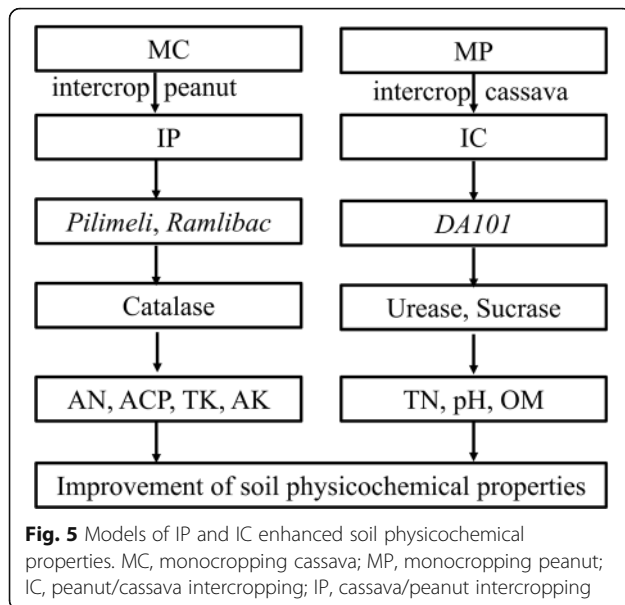 MC
intercrop peanut
IP
Pilimeli, Ramlibac
Catalase
AN, ACP, TK, AK
MP
intercrop cassava
IC
DA101
Urease, Sucrase
TN, pH, OM
Improvement of soil physicochemical properties
Fig. 5 Models of IP and IC enhanced soil physicochemical
properties. MC, monocropping cassava; MP, monocropping peanut;
IC, peanut/cassava intercropping; IP, cassava/peanut intercropping